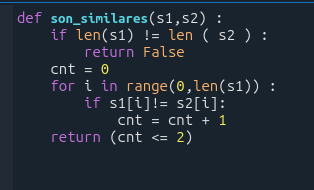 def son_similares(s1,s2) :
    if len(s1) != len ( s2 ) :
        return False
    cnt = 0
    for i in range(0,len(s1)) :
        if s1[i]!= s2[i]:
            cnt = cnt + 1
    return (cnt <= 2)